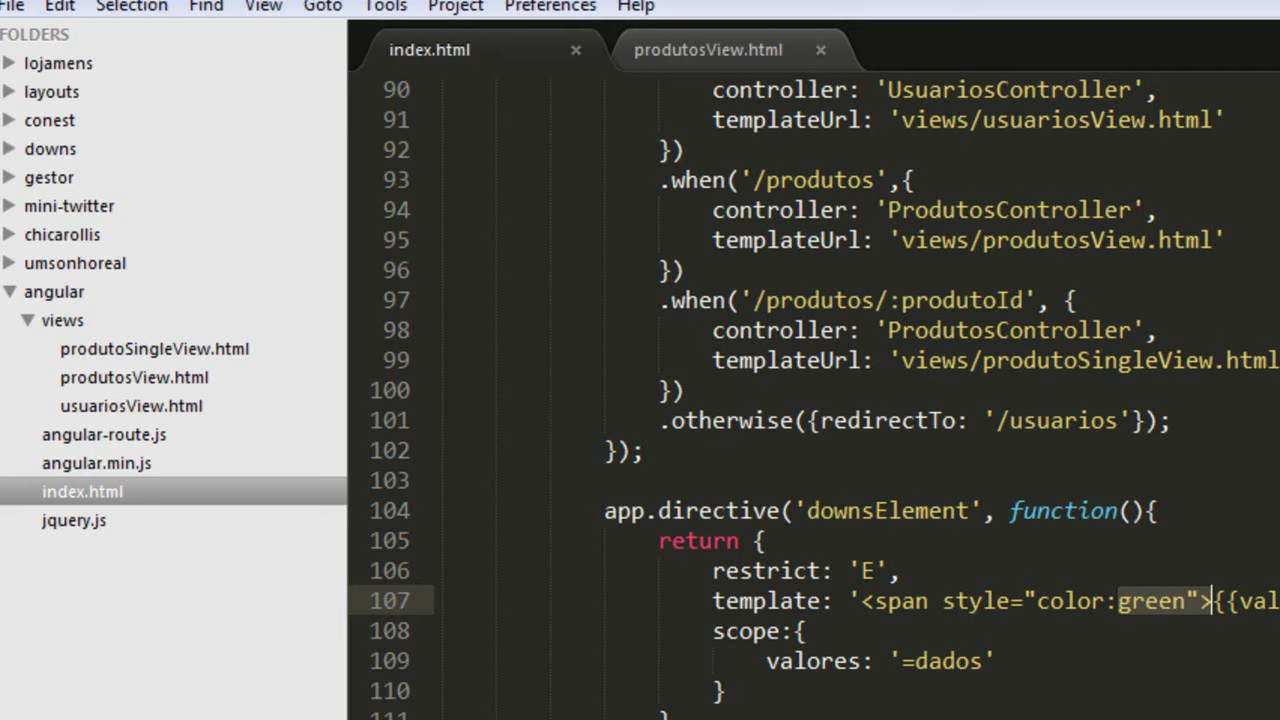 File Edit Selection Find View Goto Tools Project Preferences Help
FOLDERS
lojamens
layouts
conest
downs
gestor
mini-twitter
chicarollis
umsonhoreal
angular
views
produtoSingleView.html
produtosView.html
usuariosView.html
angular-route.js
angular.min.js
index.html
jquery.js
index.html × produtosView.html ×
90 controller: 'UsuariosController',
91 templateUrl: 'views/usuariosView.html'
92 })
93 .when('/produtos',{
94 controller: 'ProdutosController',
95 templateUrl: 'views/produtosView.html'
96 })
97 .when('/produtos/:produtoId', {
98 controller: 'ProdutosController',
99 templateUrl: 'views/produtoSingleView.html
100 })
101 .otherwise({redirectTo: '/usuarios'});
102 });
103
104 app.directive('downsElement', function(){
105 return {
106 restrict: 'E',
107 template: '<span style="color:green">{{val
108 scope:{
109 valores: '=dados'
110 }
111 }